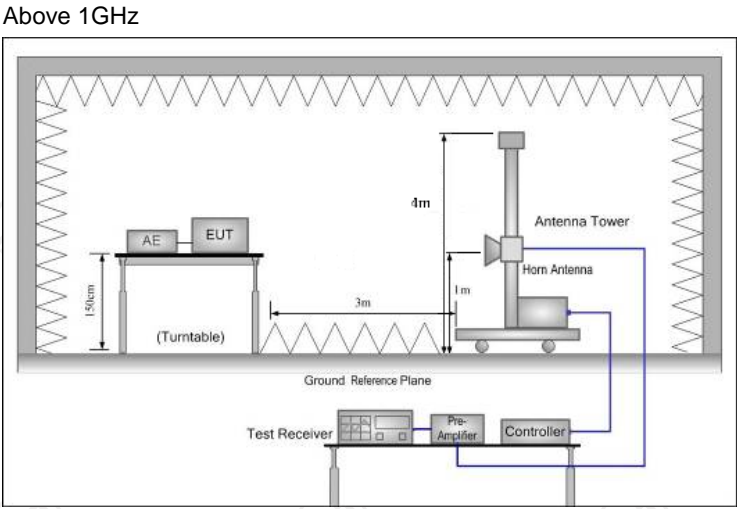 Above 1GHz
4m
Antenna Tower
AE
EUT
Horn Antenna
150cm
1m
3m
(Turntable)
Ground Reference Plane
Test Receiver
Pre-
Amplifier
Controller